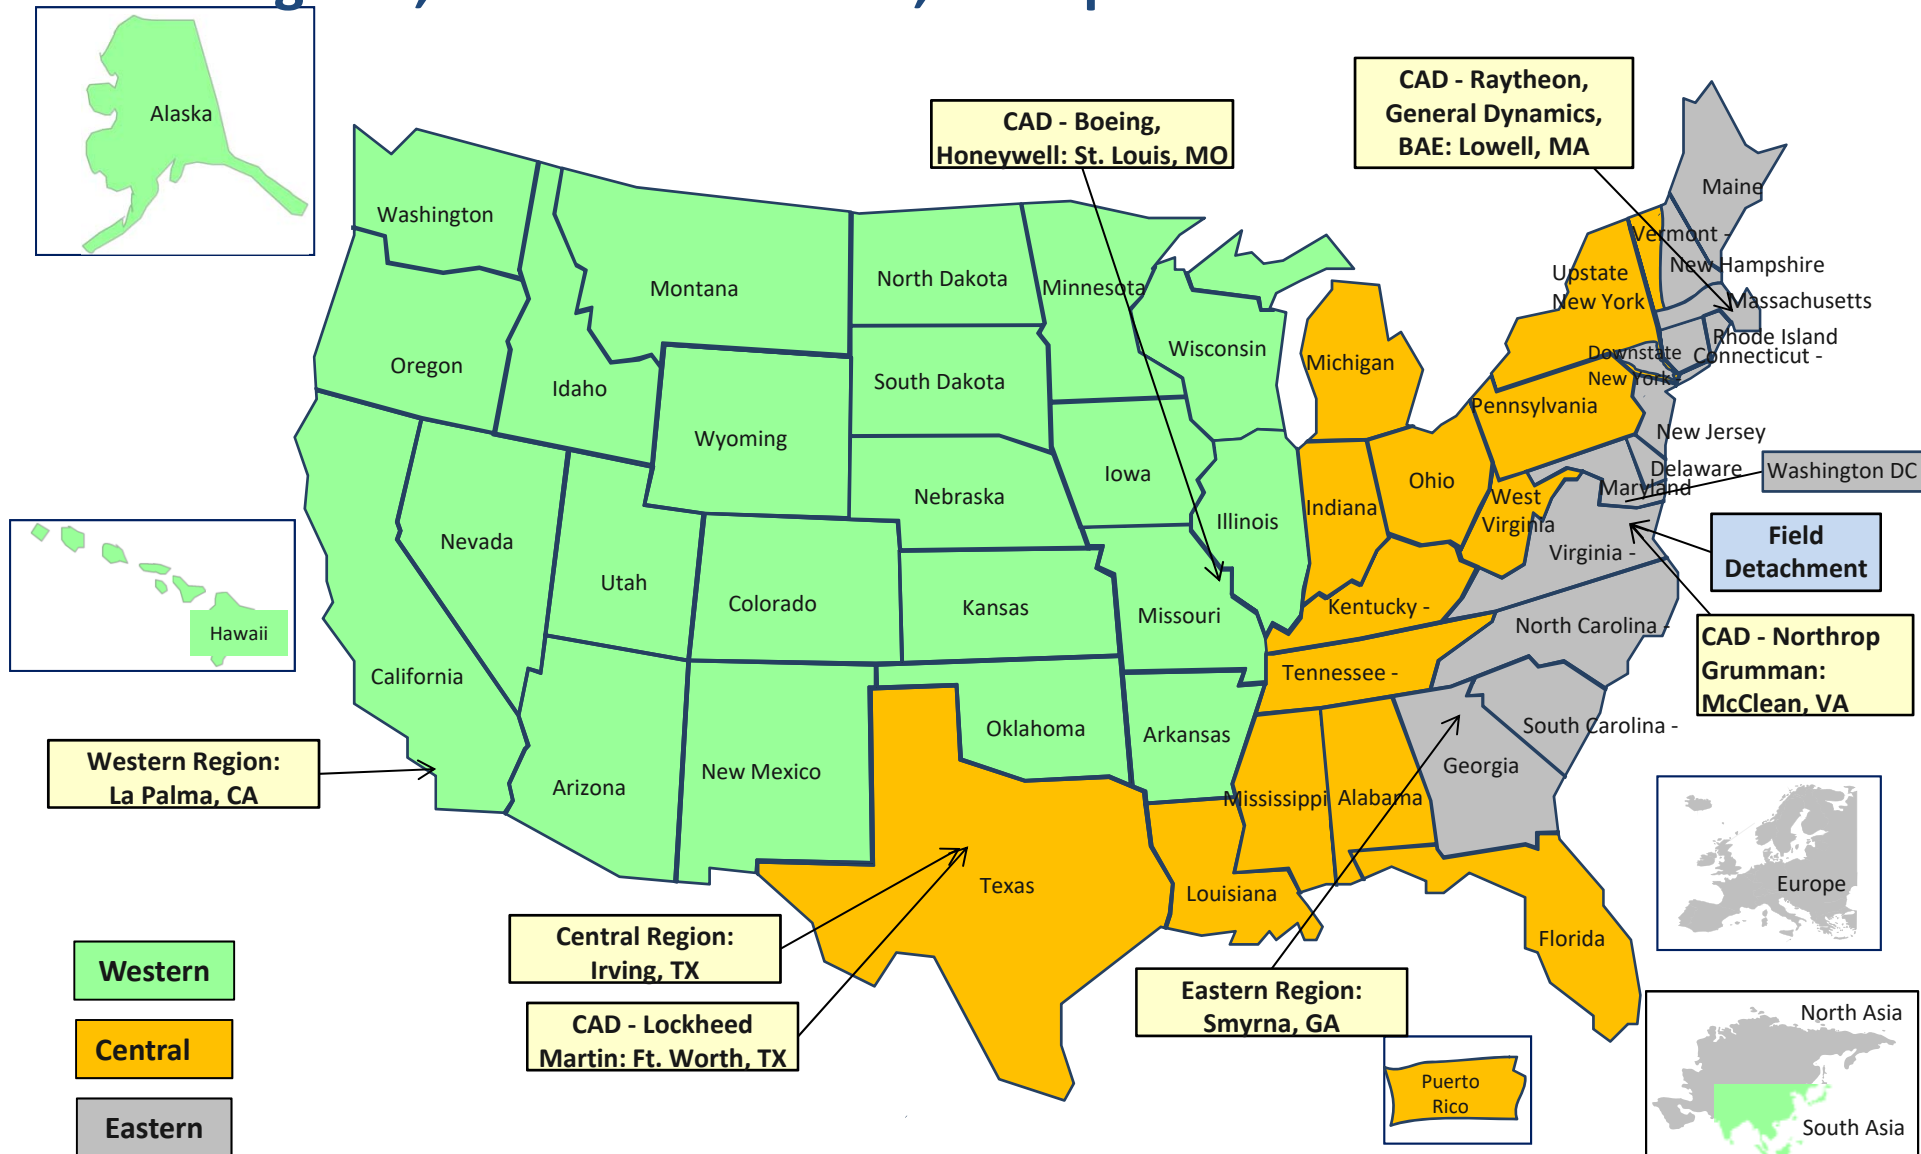 Alaska
CAD - Boeing,
Honeywell: St. Louis, MO
CAD - Raytheon,
General Dynamics,
BAE: Lowell, MA
Washington
Montana
North Dakota
Minnesota
Maine
Vermont -
New Hampshire
Upstate
New York
Massachusetts
Rhode Island
Connecticut -
Downstate
New York -
Oregon
Idaho
South Dakota
Wisconsin
Michigan
Wyoming
Pennsylvania
New Jersey
Delaware
Washington DC
Maryland
Iowa
Ohio
Nebraska
West
Virginia
Indiana
Illinois
Nevada
Utah
Colorado
Kansas
Missouri
Kentucky -
Virginia -
Field
Detachment
Hawaii
North Carolina -
CAD - Northrop
Grumman:
McClean, VA
California
Tennessee -
Oklahoma
Arkansas
South Carolina -
Western Region:
La Palma, CA
Arizona
New Mexico
Mississippi
Alabama
Georgia
Texas
Louisiana
Europe
Florida
Central Region:
Irving, TX
Western
Eastern Region:
Smyrna, GA
CAD - Lockheed
Martin: Ft. Worth, TX
Central
North Asia
Puerto
Rico
Eastern
South Asia